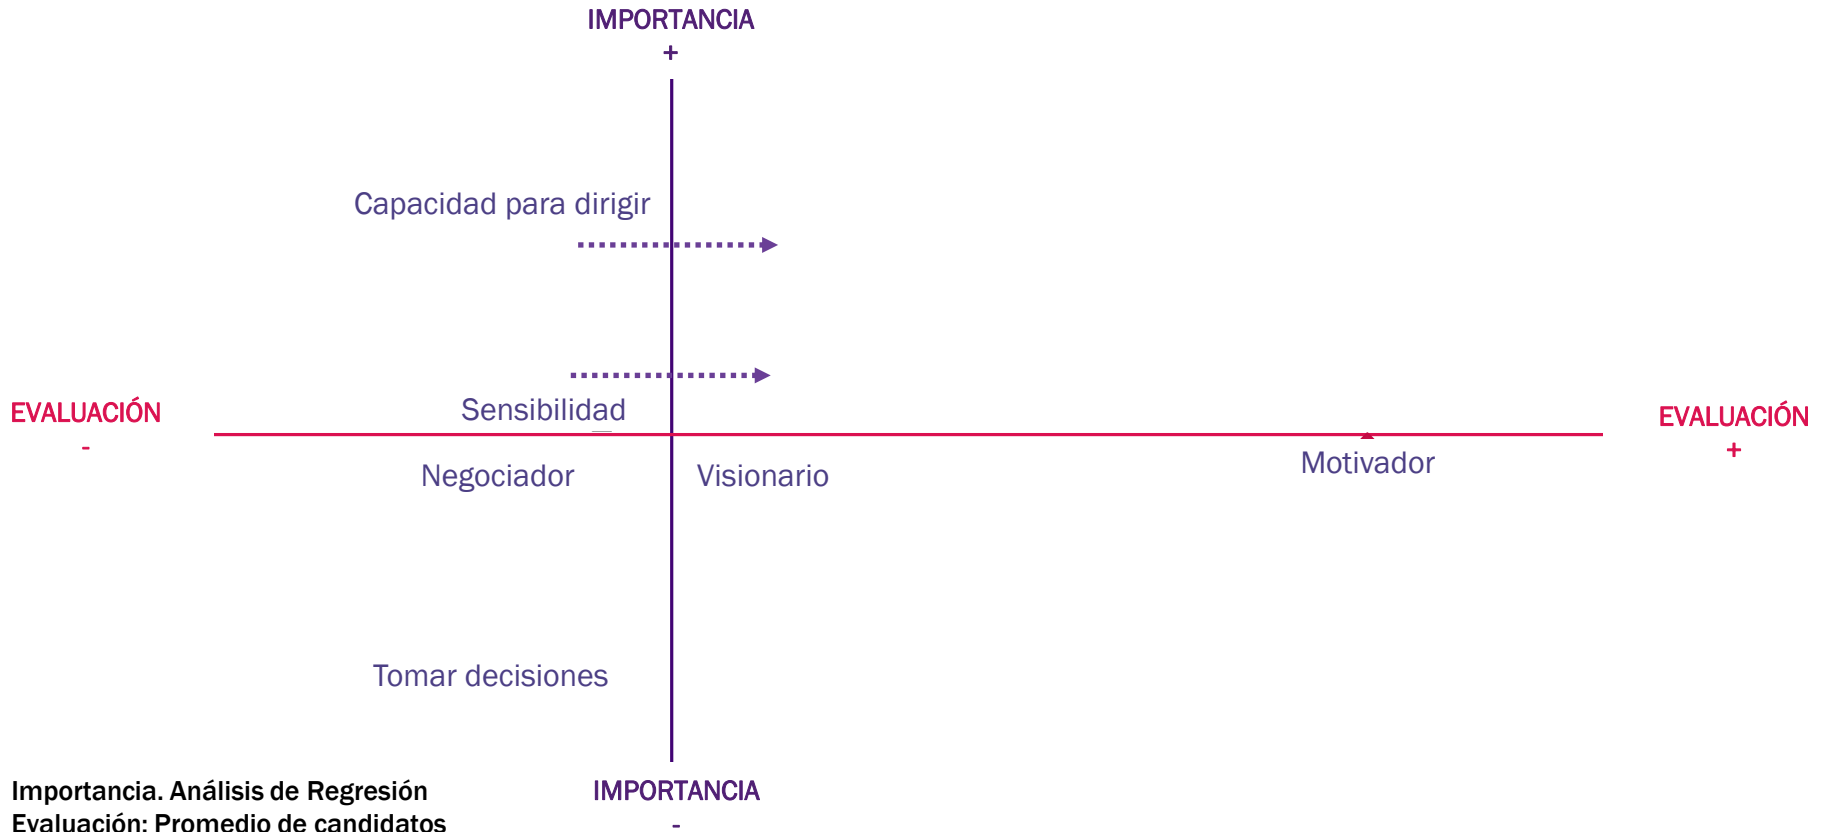 IMPORTANCIA
+
Capacidad para dirigir
Sensibilidad
EVALUACIÓN
-
EVALUACIÓN
+
Negociador
Visionario
Motivador
Tomar decisiones
IMPORTANCIA
-
Importancia. Análisis de Regresión
Evaluación: Promedio de candidatos